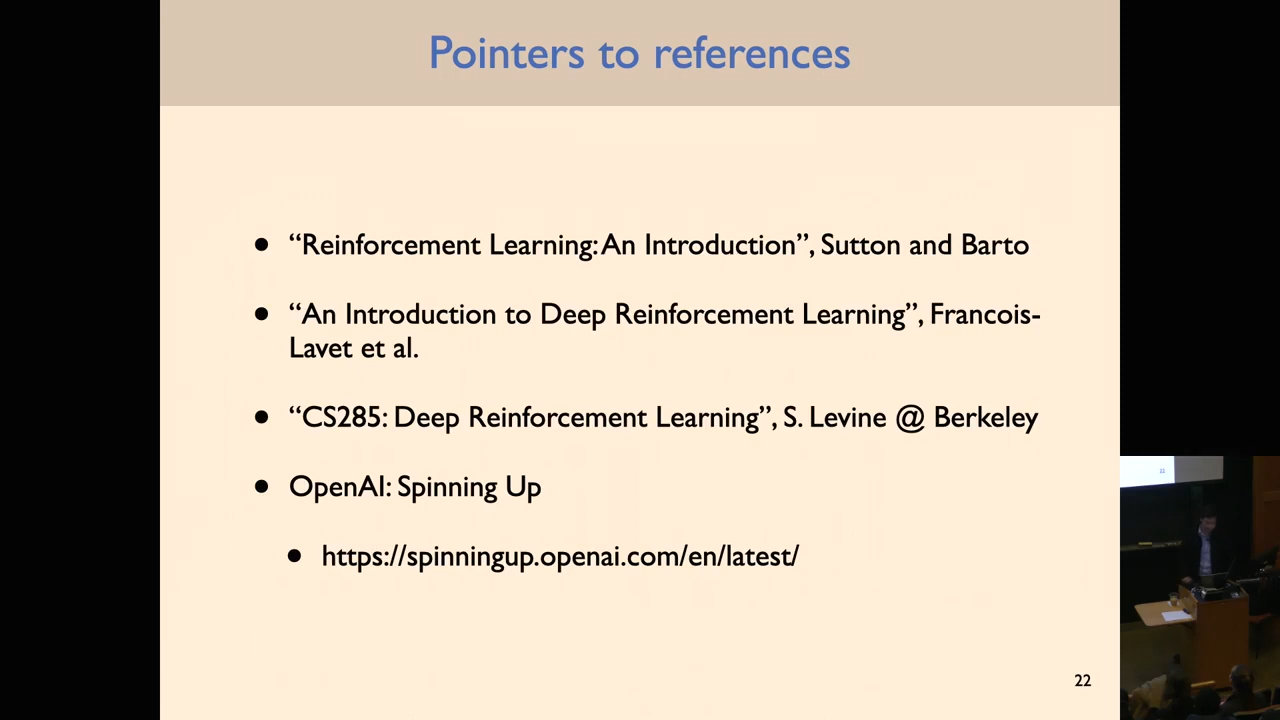 Pointers to references
• “Reinforcement Learning: An Introduction”, Sutton and Barto
• “An Introduction to Deep Reinforcement Learning”, Francois-
Lavet et al.
• “CS285: Deep Reinforcement Learning”, S. Levine @ Berkeley
• OpenAI: Spinning Up
• https://spinningup.openai.com/en/latest/
22
22